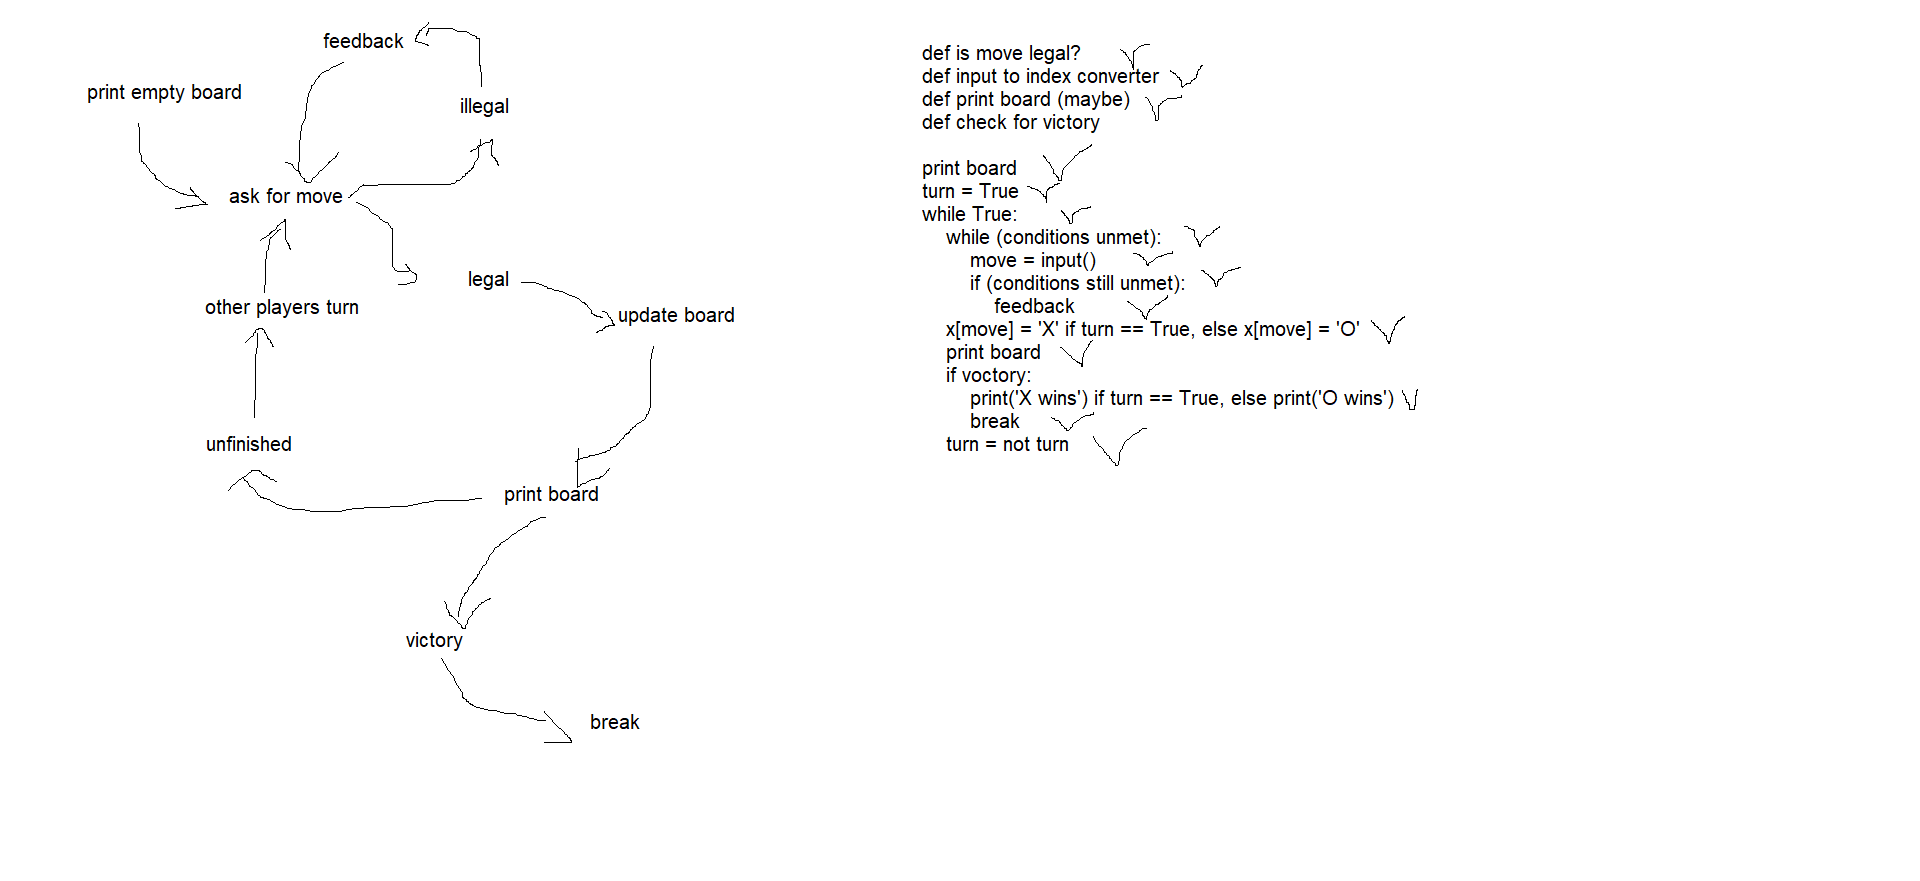 feedback
print empty board
illegal
ask for move
legal
other players turn
update board
unfinished
print board
victory
break
def is move legal?
def input to index converter
def print board (maybe)
def check for victory
print board
turn = True
while True:
while (conditions unmet):
move = input()
if (conditions still unmet):
feedback
x[move] = 'X' if turn == True, else x[move] = 'O'
print board
if voctory:
print('X wins') if turn == True, else print('O wins')
break
turn = not turn